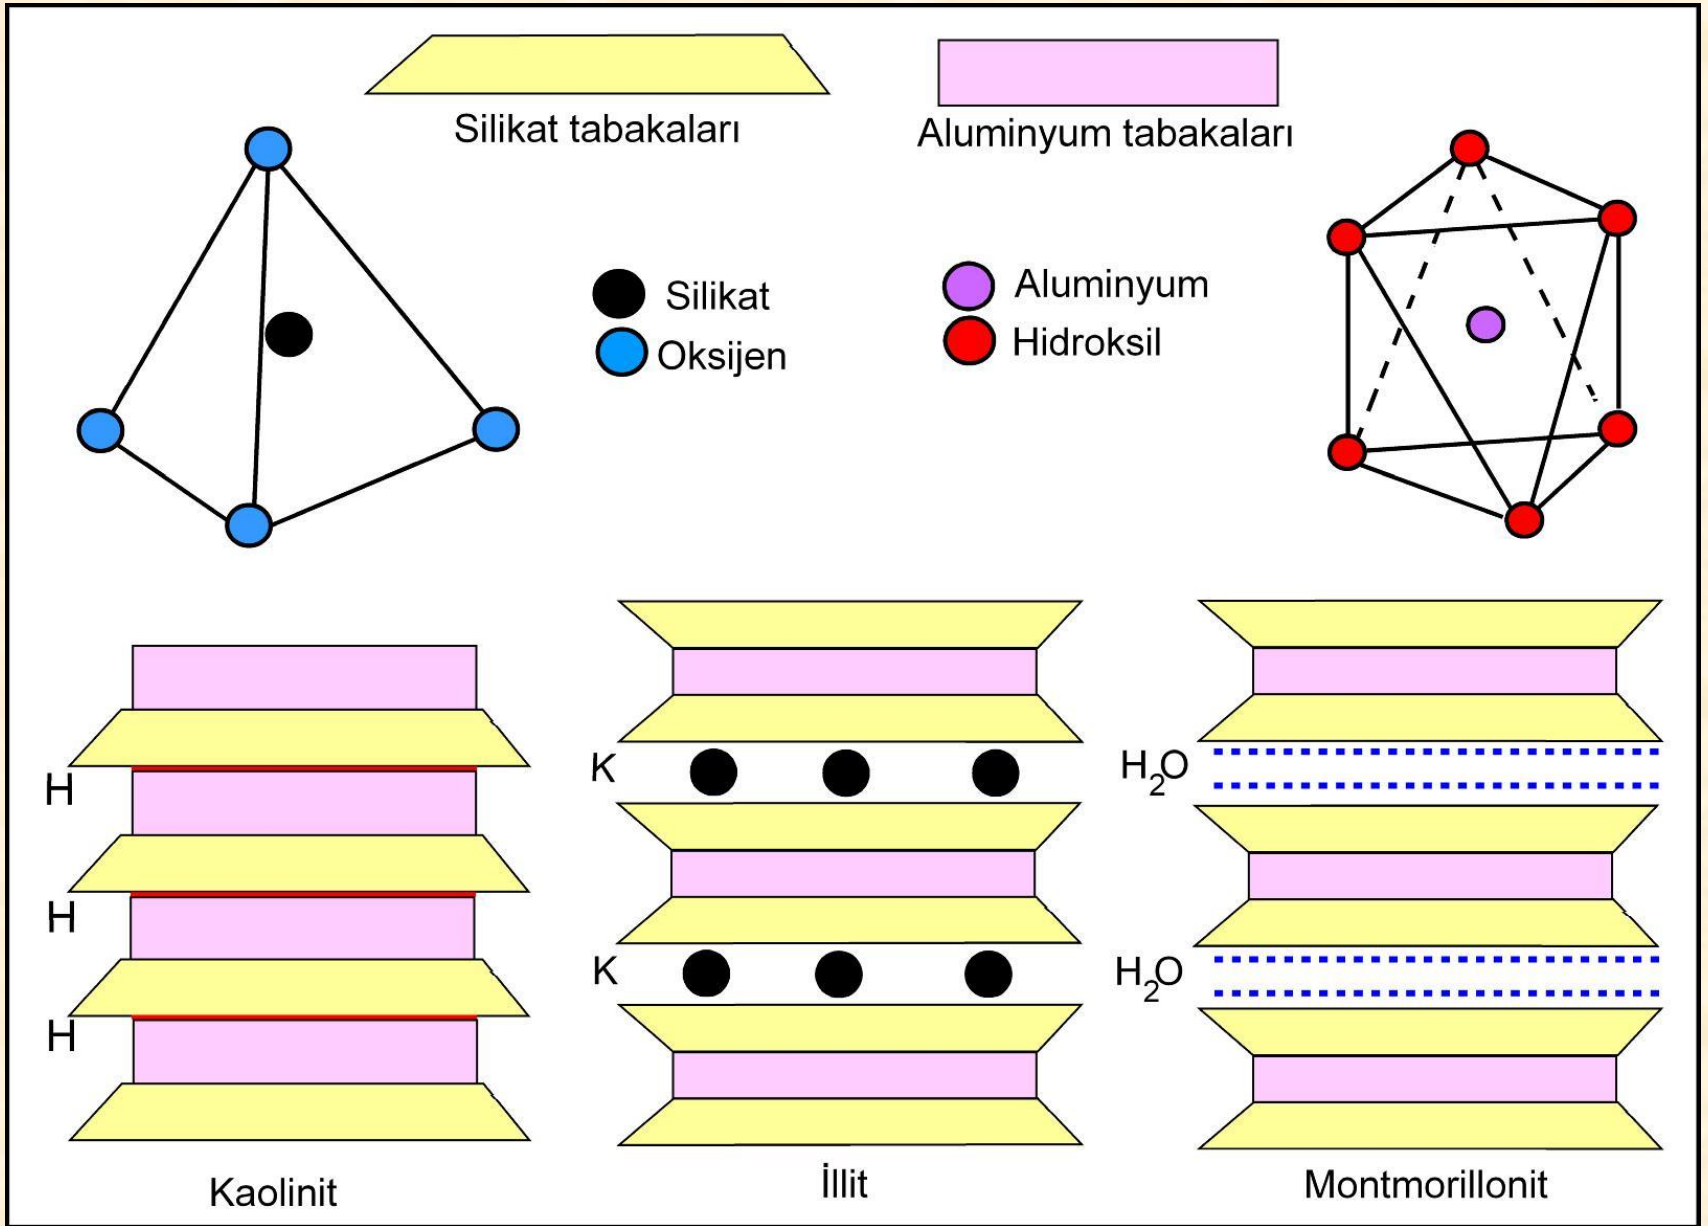 Silikat tabakaları
Aluminyum tabakaları
Silikat
Oksijen
Aluminyum
Hidroksil
H
H
H
Kaolinit
K
K
İllit
H₂O
H₂O
Montmorillonit